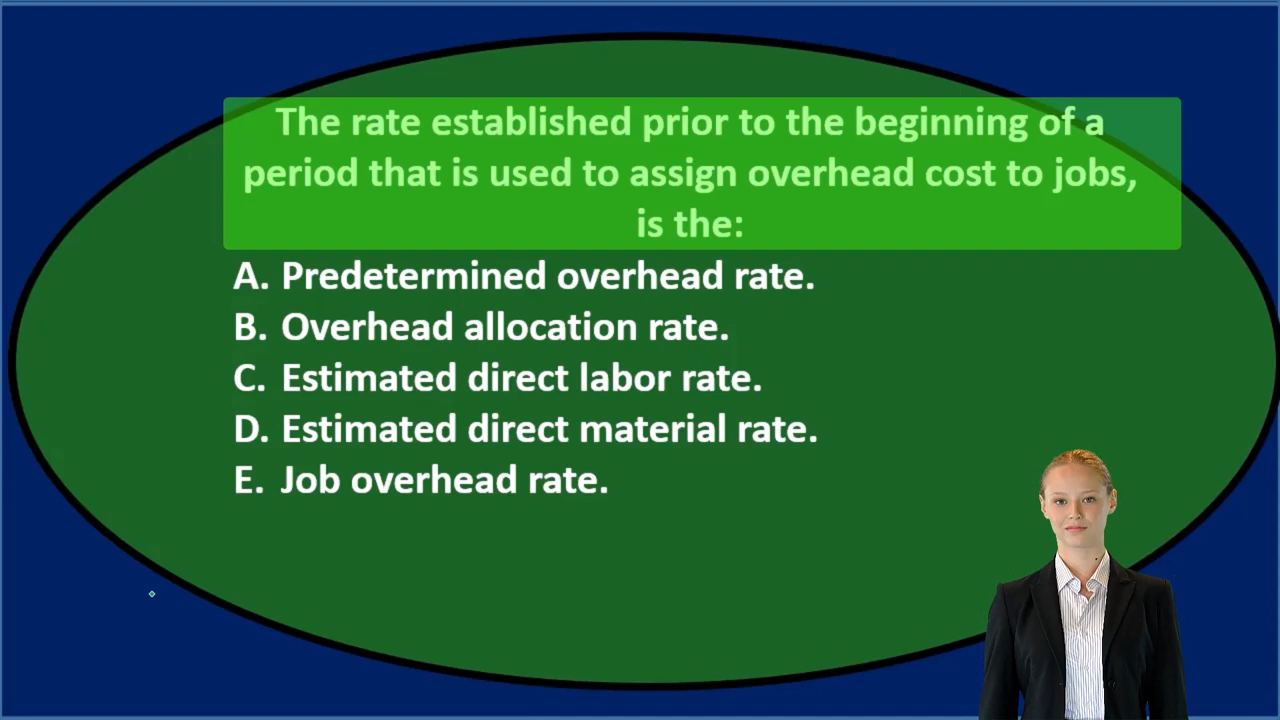 The rate established prior to the beginning of a
period that is used to assign overhead cost to jobs,
is the:
A. Predetermined overhead rate.
B. Overhead allocation rate.
C. Estimated direct labor rate.
D. Estimated direct material rate.
E. Job overhead rate.